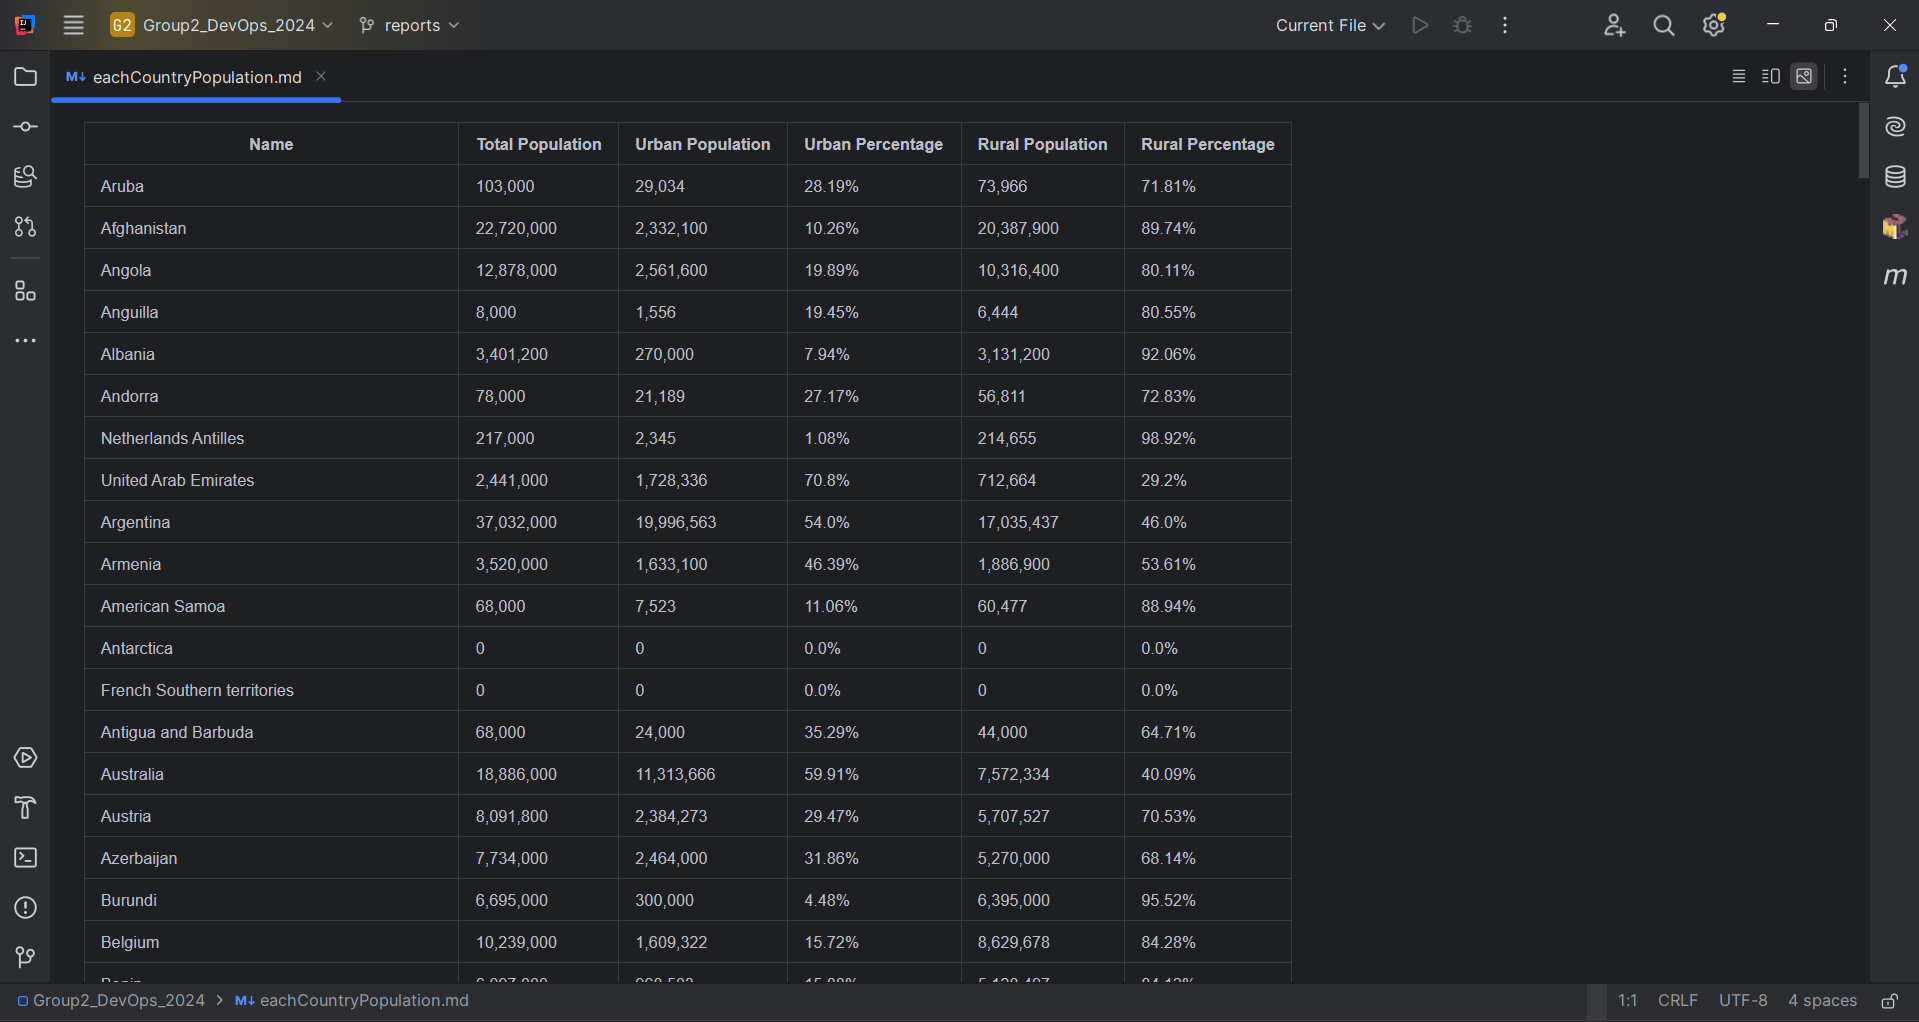 G2 Group2_DevOps_2024 reports Current File
M↓ eachCountryPopulation.md
Name Total Population Urban Population Urban Percentage Rural Population Rural Percentage
Aruba 103,000 29,034 28.19% 73,966 71.81%
Afghanistan 22,720,000 2,332,100 10.26% 20,387,900 89.74%
Angola 12,878,000 2,561,600 19.89% 10,316,400 80.11%
Anguilla 8,000 1,556 19.45% 6,444 80.55%
Albania 3,401,200 270,000 7.94% 3,131,200 92.06%
Andorra 78,000 21,189 27.17% 56,811 72.83%
Netherlands Antilles 217,000 2,345 1.08% 214,655 98.92%
United Arab Emirates 2,441,000 1,728,336 70.8% 712,664 29.2%
Argentina 37,032,000 19,996,563 54.0% 17,035,437 46.0%
Armenia 3,520,000 1,633,100 46.39% 1,886,900 53.61%
American Samoa 68,000 7,523 11.06% 60,477 88.94%
Antarctica 0 0 0.0% 0 0.0%
French Southern territories 0 0 0.0% 0 0.0%
Antigua and Barbuda 68,000 24,000 35.29% 44,000 64.71%
Australia 18,886,000 11,313,666 59.91% 7,572,334 40.09%
Austria 8,091,800 2,384,273 29.47% 5,707,527 70.53%
Azerbaijan 7,734,000 2,464,000 31.86% 5,270,000 68.14%
Burundi 6,695,000 300,000 4.48% 6,395,000 95.52%
Belgium 10,239,000 1,609,322 15.72% 8,629,678 84.28%
Group2_DevOps_2024 > M↓ eachCountryPopulation.md 1:1 CRLF UTF-8 4 spaces